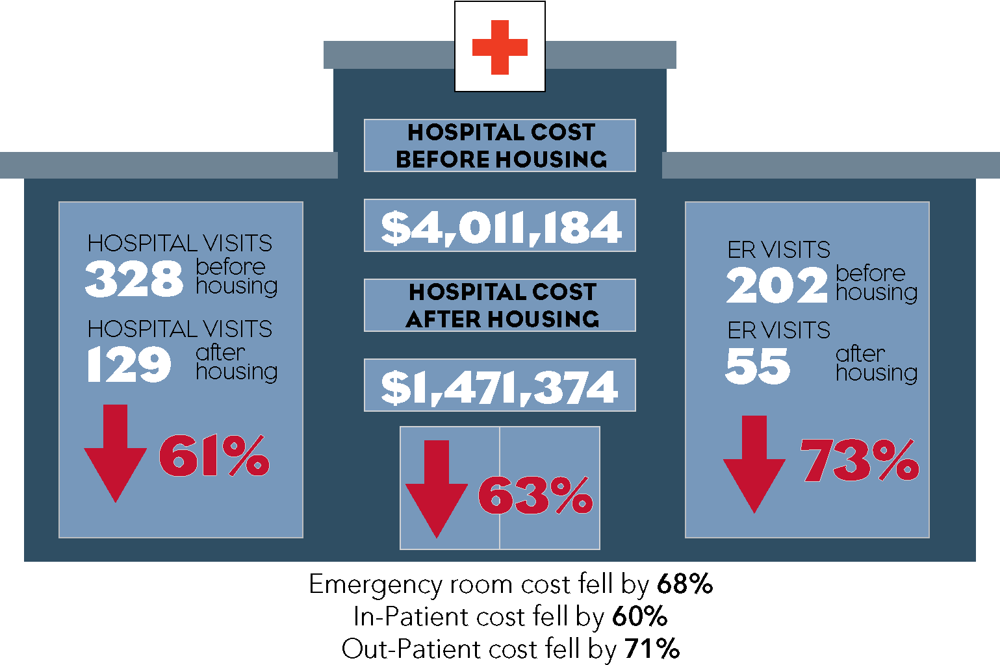 HOSPITAL COST
BEFORE HOUSING
$4,011,184
HOSPITAL COST
AFTER HOUSING
$1,471,374
63%
HOSPITAL VISITS
328 before
housing
HOSPITAL VISITS
129 after
housing
61%
ER VISITS
202 before
housing
ER VISITS
55 after
housing
73%
Emergency room cost fell by 68%
In-Patient cost fell by 60%
Out-Patient cost fell by 71%